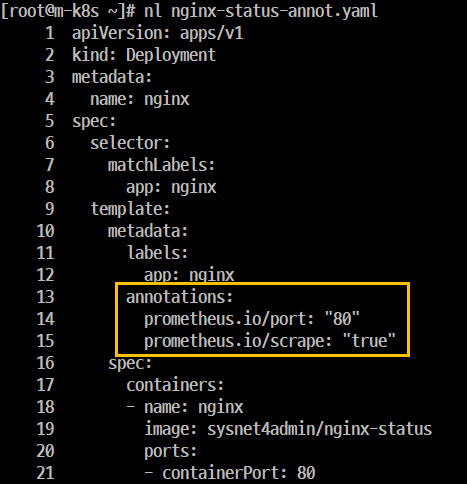 [root@m-k8s ~]# nl nginx-status-annot.yaml
     1  apiVersion: apps/v1
     2  kind: Deployment
     3  metadata:
     4    name: nginx
     5  spec:
     6    selector:
     7      matchLabels:
     8        app: nginx
     9    template:
    10      metadata:
    11        labels:
    12          app: nginx
    13        annotations:
    14          prometheus.io/port: "80"
    15          prometheus.io/scrape: "true"
    16      spec:
    17        containers:
    18        - name: nginx
    19          image: sysnet4admin/nginx-status
    20          ports:
    21          - containerPort: 80